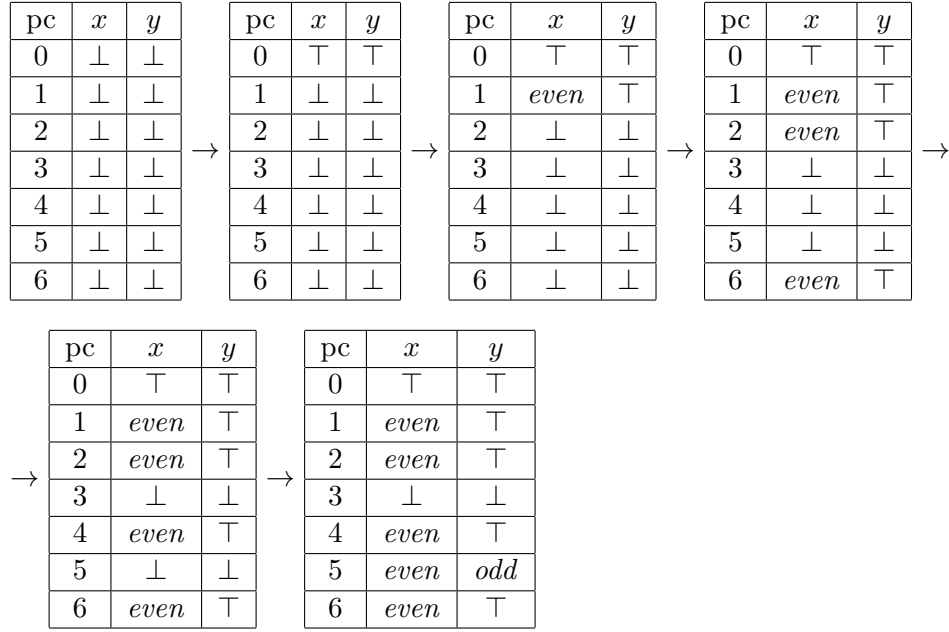 pc x y pc x y pc x y pc x y
0 ⊥ ⊥ 0 ⊤ ⊤ 0 ⊤ ⊤ 0 ⊤ ⊤
1 ⊥ ⊥ 1 ⊥ ⊥ 1 even ⊤ 1 even ⊤
2 ⊥ ⊥ 2 ⊥ ⊥ 2 ⊥ ⊥ 2 even ⊤
3 ⊥ ⊥ → 3 ⊥ ⊥ → 3 ⊥ ⊥ → 3 ⊥ ⊥ →
4 ⊥ ⊥ 4 ⊥ ⊥ 4 ⊥ ⊥ 4 ⊥ ⊥
5 ⊥ ⊥ 5 ⊥ ⊥ 5 ⊥ ⊥ 5 ⊥ ⊥
6 ⊥ ⊥ 6 ⊥ ⊥ 6 ⊥ ⊥ 6 even ⊤
pc x y pc x y
0 ⊤ ⊤ 0 ⊤ ⊤
1 even ⊤ 1 even ⊤
2 even ⊤ 2 even ⊤
→ 3 ⊥ ⊥ → 3 ⊥ ⊥
4 even ⊤ 4 even ⊤
5 ⊥ ⊥ 5 even odd
6 even ⊤ 6 even ⊤